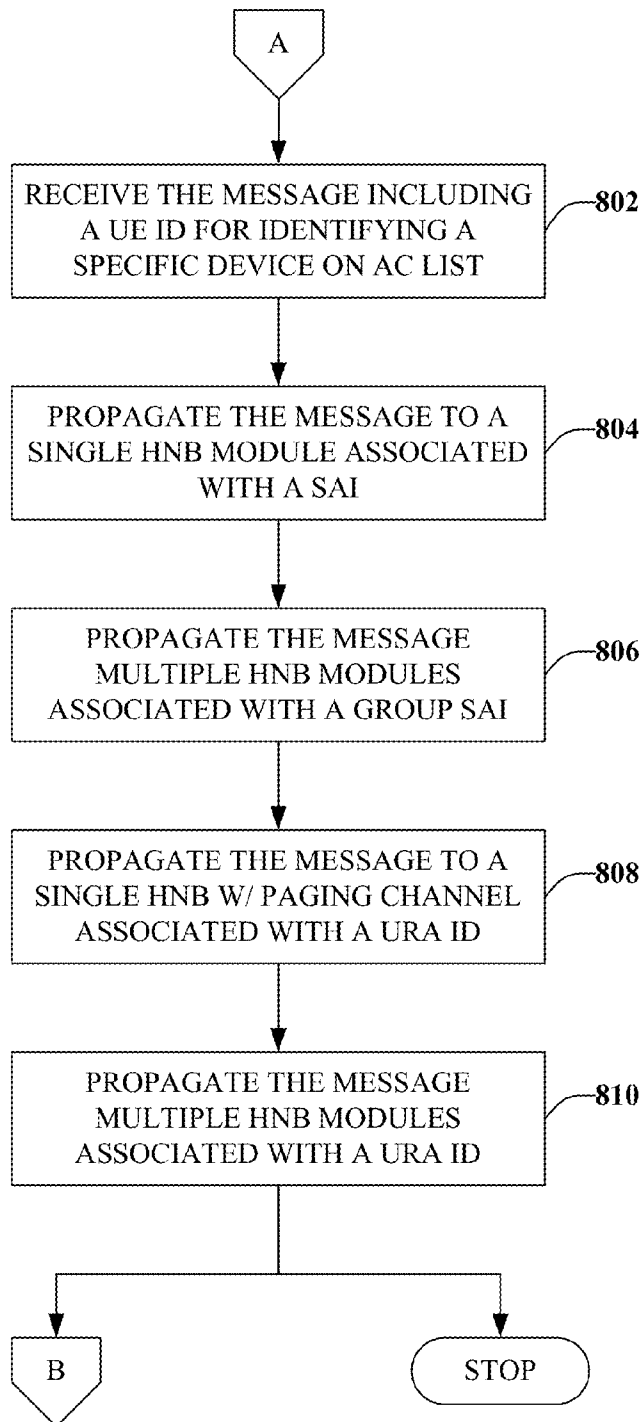 A
RECEIVE THE MESSAGE INCLUDING
A UE ID FOR IDENTIFYING A
SPECIFIC DEVICE ON AC LIST
802
PROPAGATE THE MESSAGE TO A
SINGLE HNB MODULE ASSOCIATED
WITH A SAI
804
PROPAGATE THE MESSAGE
MULTIPLE HNB MODULES
ASSOCIATED WITH A GROUP SAI
806
PROPAGATE THE MESSAGE TO A
SINGLE HNB W/ PAGING CHANNEL
ASSOCIATED WITH A URA ID
808
PROPAGATE THE MESSAGE
MULTIPLE HNB MODULES
ASSOCIATED WITH A URA ID
810
B
STOP